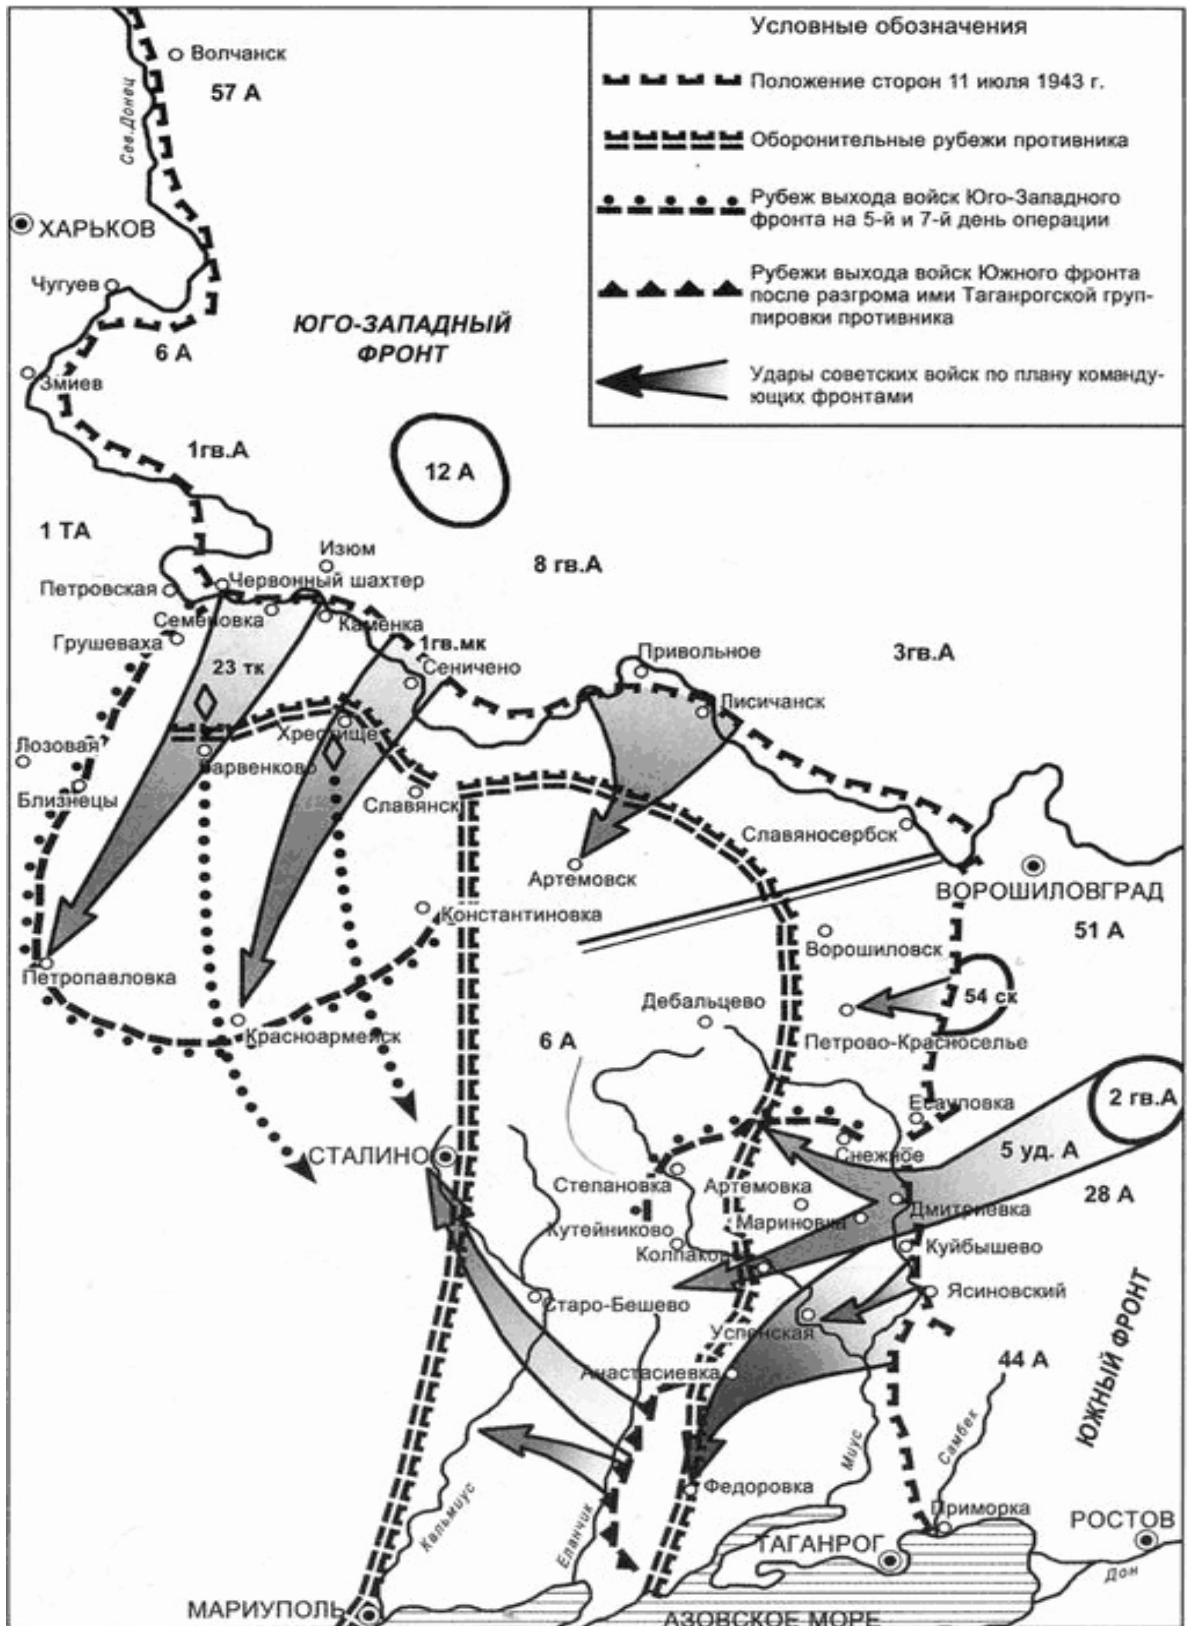 Условные обозначения
Положение сторон 11 июля 1943 г.
Оборонительные рубежи противника
Рубеж выхода войск Юго-Западного
фронта на 5-й и 7-й день операции
Рубежи выхода войск Южного фронта
после разгрома ими Таганрогской груп-
пировки противника
Удары советских войск по плану команду-
ющих фронтами
Волчанск
57 А
Сев.Донец
ХАРЬКОВ
Чугуев
6 А
ЮГО-ЗАПАДНЫЙ
ФРОНТ
Змиев
1гв.А
12 А
1 ТА
Изюм
8 гв.А
Петровская
Червонный шахтер
Семеновка
Каменка
Грушеваха
1гв.мк
23 тк
Сеничено
Привольное
3гв.А
Лисичанск
Хрестище
Лозовая
Барвенково
Близнецы
Славянск
Славяносербск
Артемовск
ВОРОШИЛОВГРАД
Константиновка
51 А
Ворошиловск
Петропавловка
54 ск
Дебальцево
Красноармейск
6 А
Петрово-Красноселье
2 гв.А
Есауловка
СТАЛИНО
Снежное
5 уд. А
Степановка
Артемовка
28 А
Мариновка
Дмитриевка
Кутейниково
Колпаков
Куйбышево
Ясиновский
Старо-Бешево
Успенская
ЮЖНЫЙ ФРОНТ
Анастасиевка
44 А
Миус
Самбек
Федоровка
Кальмиус
Еланчик
Приморка
РОСТОВ
ТАГАНРОГ
Дон
МАРИУПОЛЬ
АЗОВСКОЕ МОРЕ